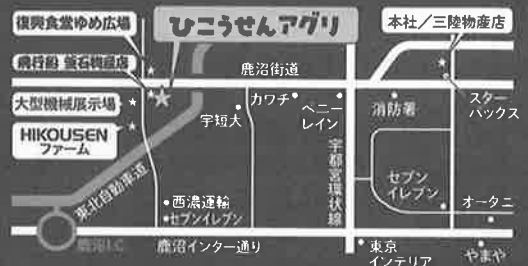 復興食堂ゆめ広場
ひこうせんアグリ
本社／三陸物産店
飛行船 釜石物産店
鹿沼街道
大型機械展示場
カワチ
ベニー
レイン
消防署
スター
バックス
宇短大
HIKOUSEN
ファーム
宇都宮環状線
セブン
イレブン
東北自動車道
西濃運輸
セブンイレブン
オータニ
鹿沼I.C
鹿沼インター通り
東京
インテリア
やまや